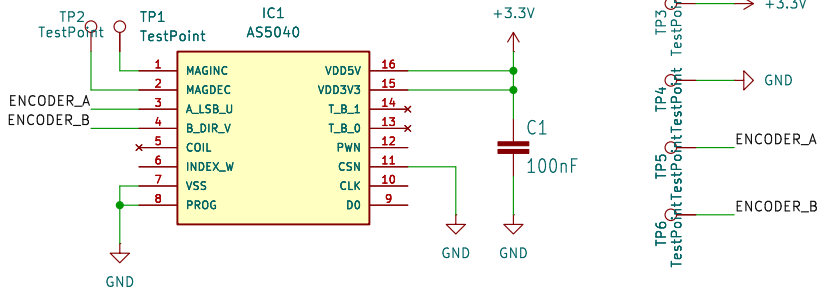 TP2
TestPoint
TP1
TestPoint
IC1
AS5040
1
MAGINC
2
MAGDEC
3
A_LSB_U
4
B_DIR_V
5
COIL
6
INDEX_W
7
VSS
8
PROG
VDD5V
16
VDD3V3
15
T_B_1
14
T_B_0
13
PWN
12
CSN
11
CLK
10
DO
9
ENCODER_A
ENCODER_B
GND
GND
GND
+3.3V
C1
100nF
TP3
TestPoint
+3.3V
TP4
TestPoint
GND
TP5
TestPoint
ENCODER_A
TP6
TestPoint
ENCODER_B